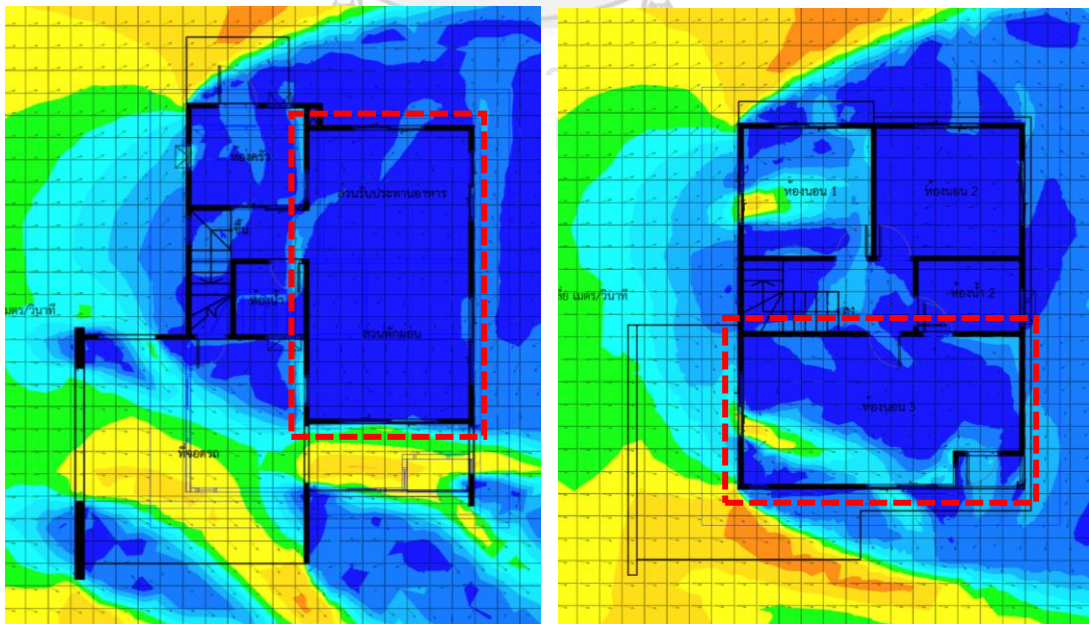 ห้องครัว
ส่วนรับประทานอาหาร
ขึ้น
ห้องน้ำ
เมตร/วินาที
ส่วนพักผ่อน
ที่จอดรถ
ห้องนอน 1
ห้องนอน 2
ห้องน้ำ 2
เมตร/วินาที
ลง
ห้องนอน 3